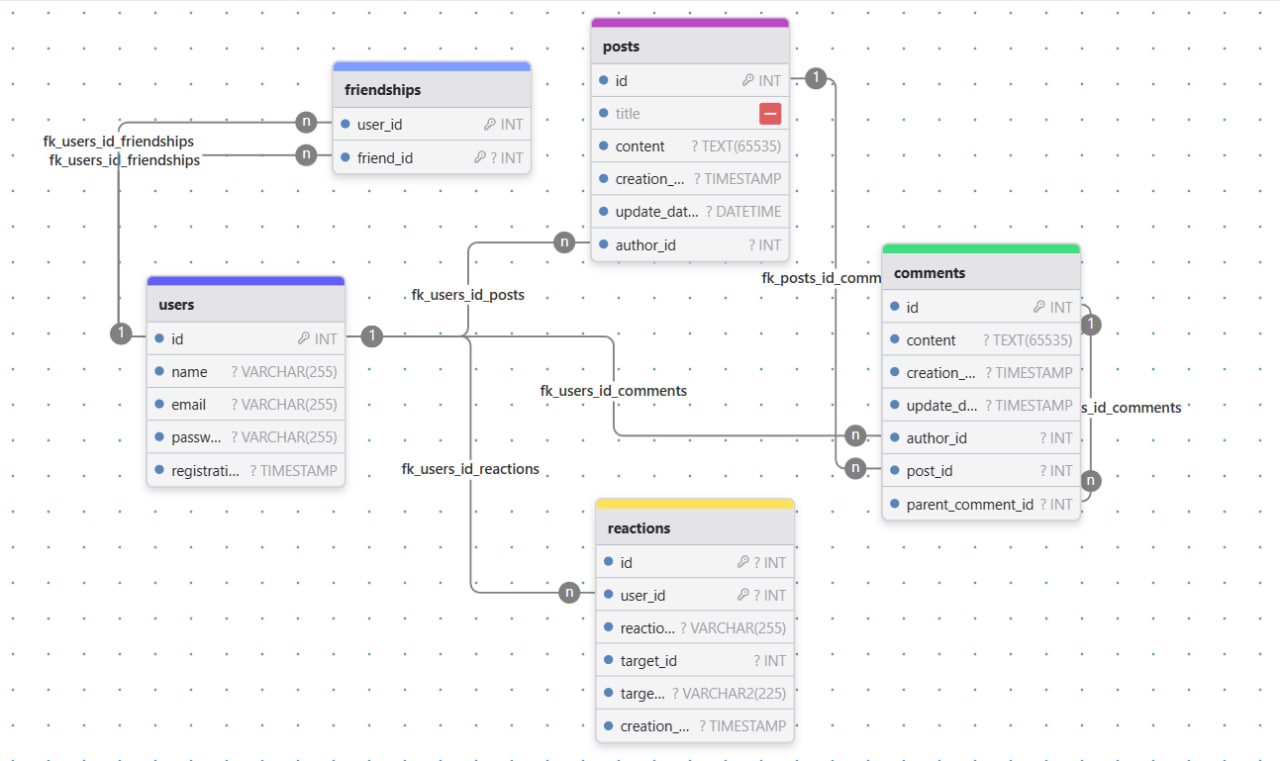 posts
id INT
title
content ? TEXT(65535)
creation_... ? TIMESTAMP
update_dat... ? DATETIME
author_id ? INT
1
friendships
user_id INT
friend_id ? INT
n
n
fk_users_id_friendships
fk_users_id_friendships
n
fk_users_id_posts
fk_posts_id_comm
comments
id INT
content ? TEXT(65535)
creation_... ? TIMESTAMP
update_d... ? TIMESTAMP
author_id ? INT
post_id ? INT
parent_comment_id ? INT
1
s_id_comments
n
n
n
users
id INT
name ? VARCHAR(255)
email ? VARCHAR(255)
passw... ? VARCHAR(255)
registrati... ? TIMESTAMP
1
1
fk_users_id_comments
fk_users_id_reactions
n
reactions
id ? INT
user_id ? INT
reactio... ? VARCHAR(255)
target_id ? INT
targe... ? VARCHAR2(225)
creation_... ? TIMESTAMP